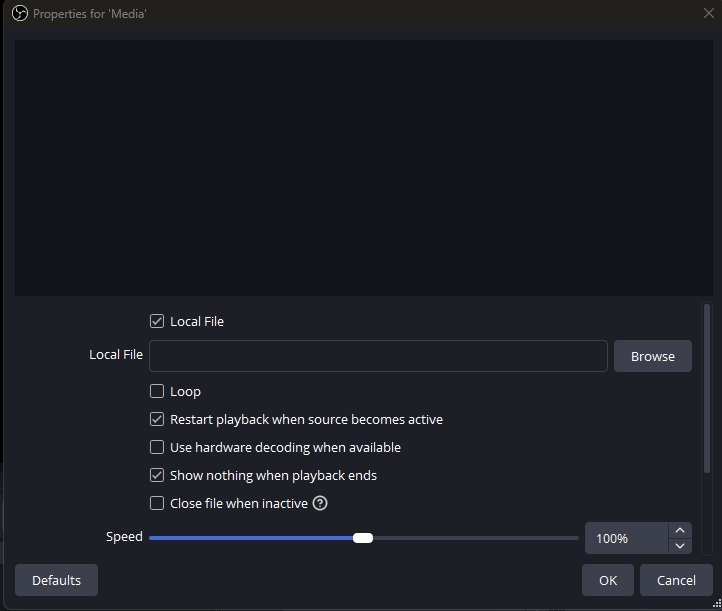 Properties for 'Media'
Local File
Local File
Browse
Loop
Restart playback when source becomes active
Use hardware decoding when available
Show nothing when playback ends
Close file when inactive ?
Speed 100%
Defaults OK Cancel